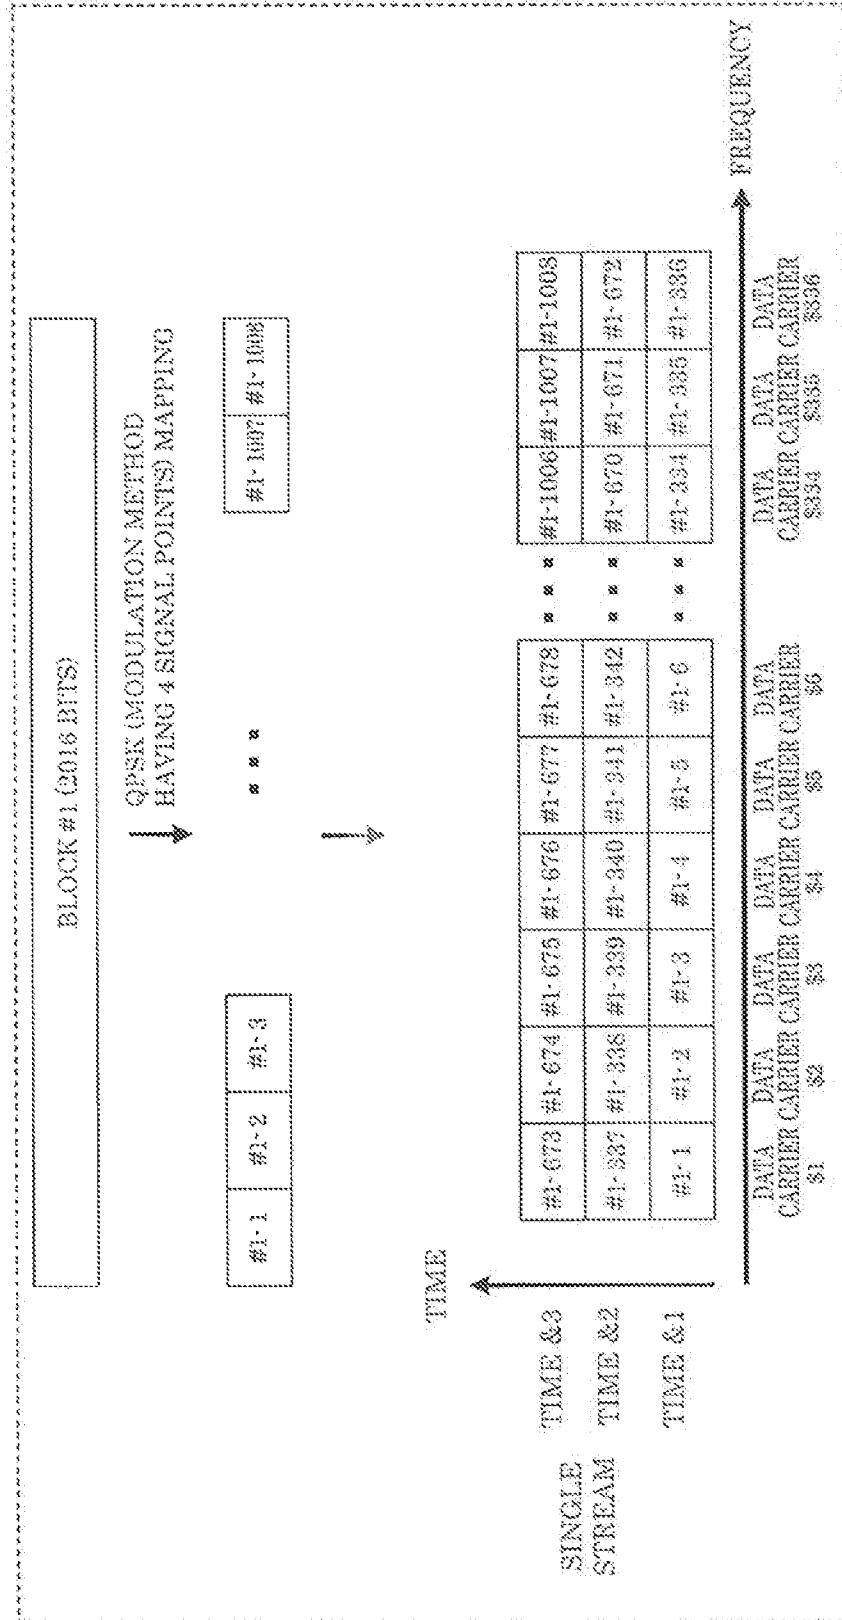 BLOCK #1 (2016 BITS)
QPSK (MODULATION METHOD
HAVING 4 SIGNAL POINTS) MAPPING
#1-1 #1-2 #1-3 #1-1007 #1-1008
TIME
SINGLE
STREAM
TIME &3 #1-673 #1-674 #1-675 #1-676 #1-677 #1-678 #1-1006 #1-1007 #1-1008
TIME &2 #1-337 #1-338 #1-339 #1-340 #1-341 #1-342 #1-670 #1-671 #1-672
TIME &1 #1-1 #1-2 #1-3 #1-4 #1-5 #1-6 #1-334 #1-335 #1-336
FREQUENCY
DATA DATA DATA DATA DATA DATA DATA DATA DATA
CARRIER CARRIER CARRIER CARRIER CARRIER CARRIER CARRIER CARRIER CARRIER
$1 $2 $3 $4 $5 $6 $334 $335 $336